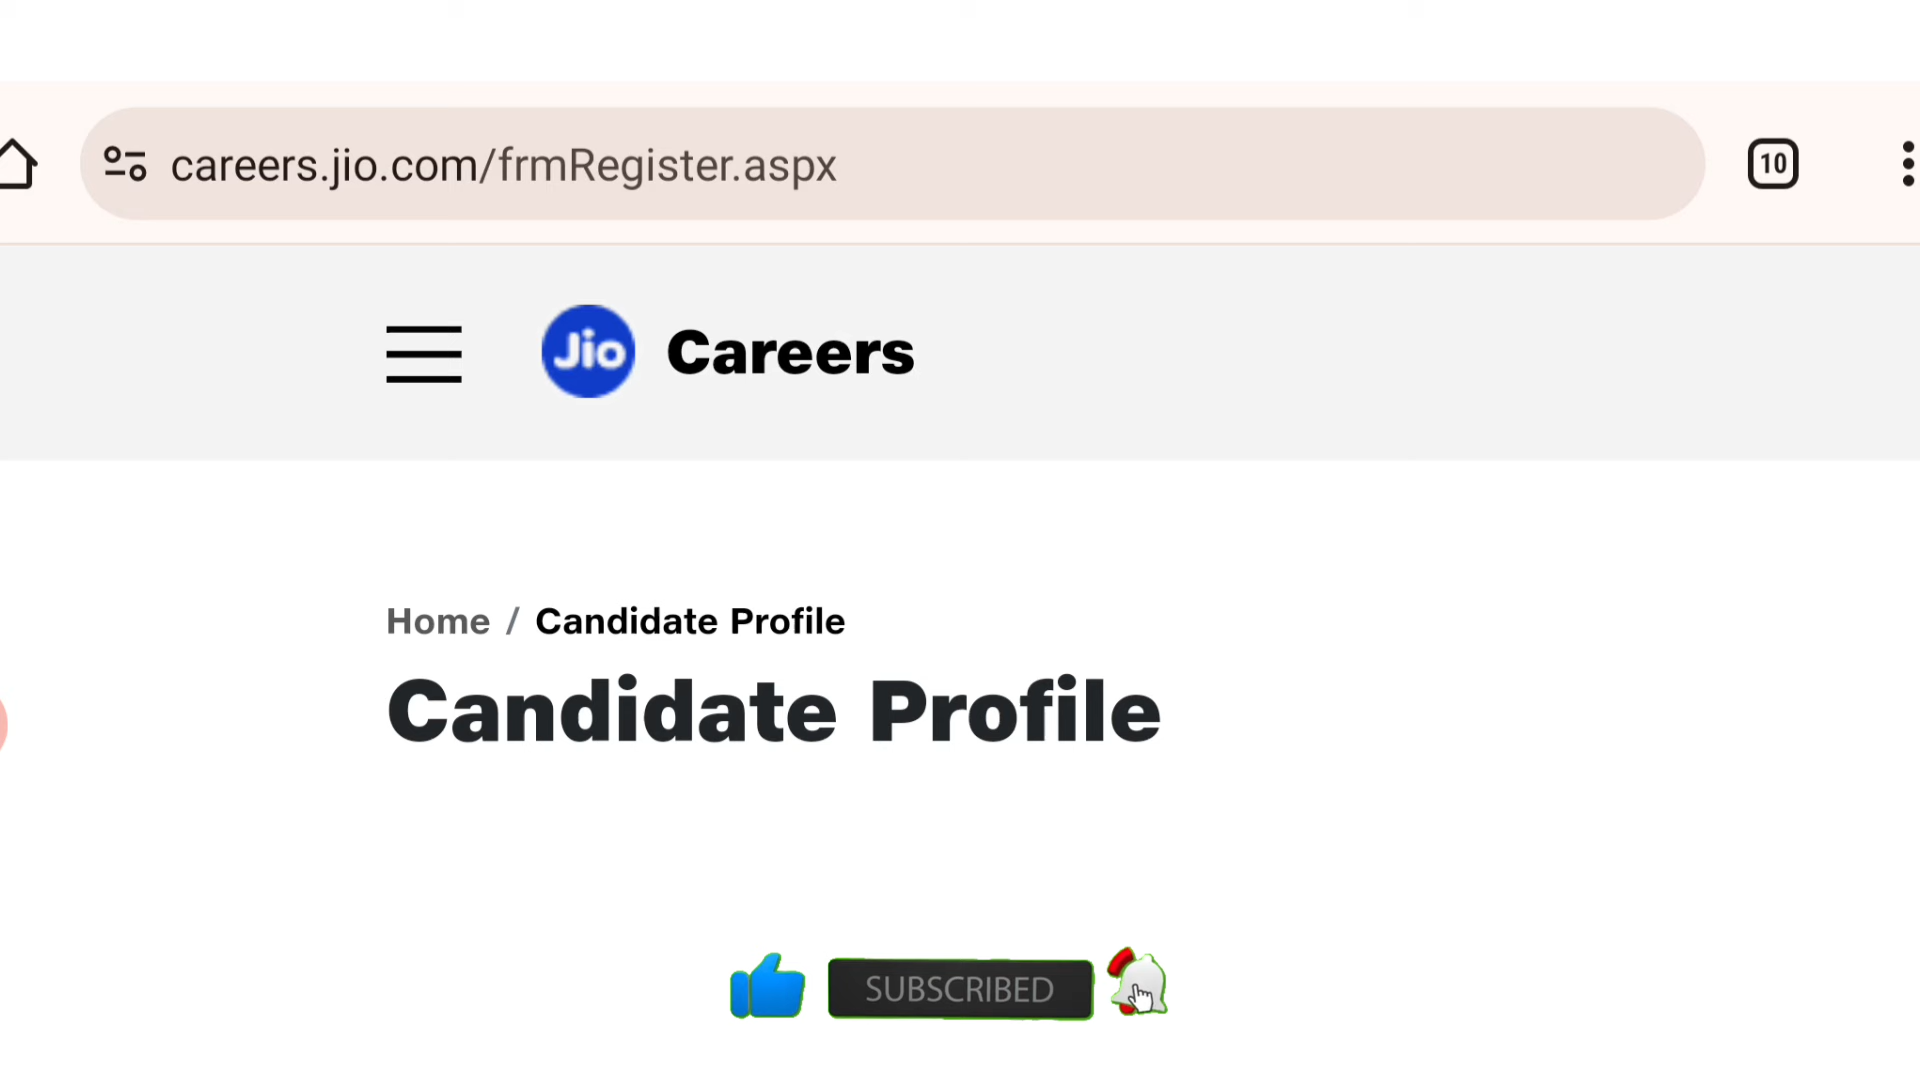 careers.jio.com/frmRegister.aspx
10
Jio Careers
Home / Candidate Profile
Candidate Profile
SUBSCRIBED